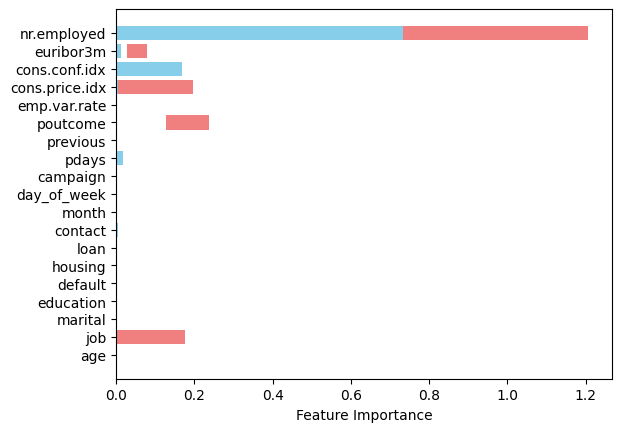 nr.employed
euribor3m
cons.conf.idx
cons.price.idx
emp.var.rate
poutcome
previous
pdays
campaign
day_of_week
month
contact
loan
housing
default
education
marital
job
age
0.0 0.2 0.4 0.6 0.8 1.0 1.2
Feature Importance